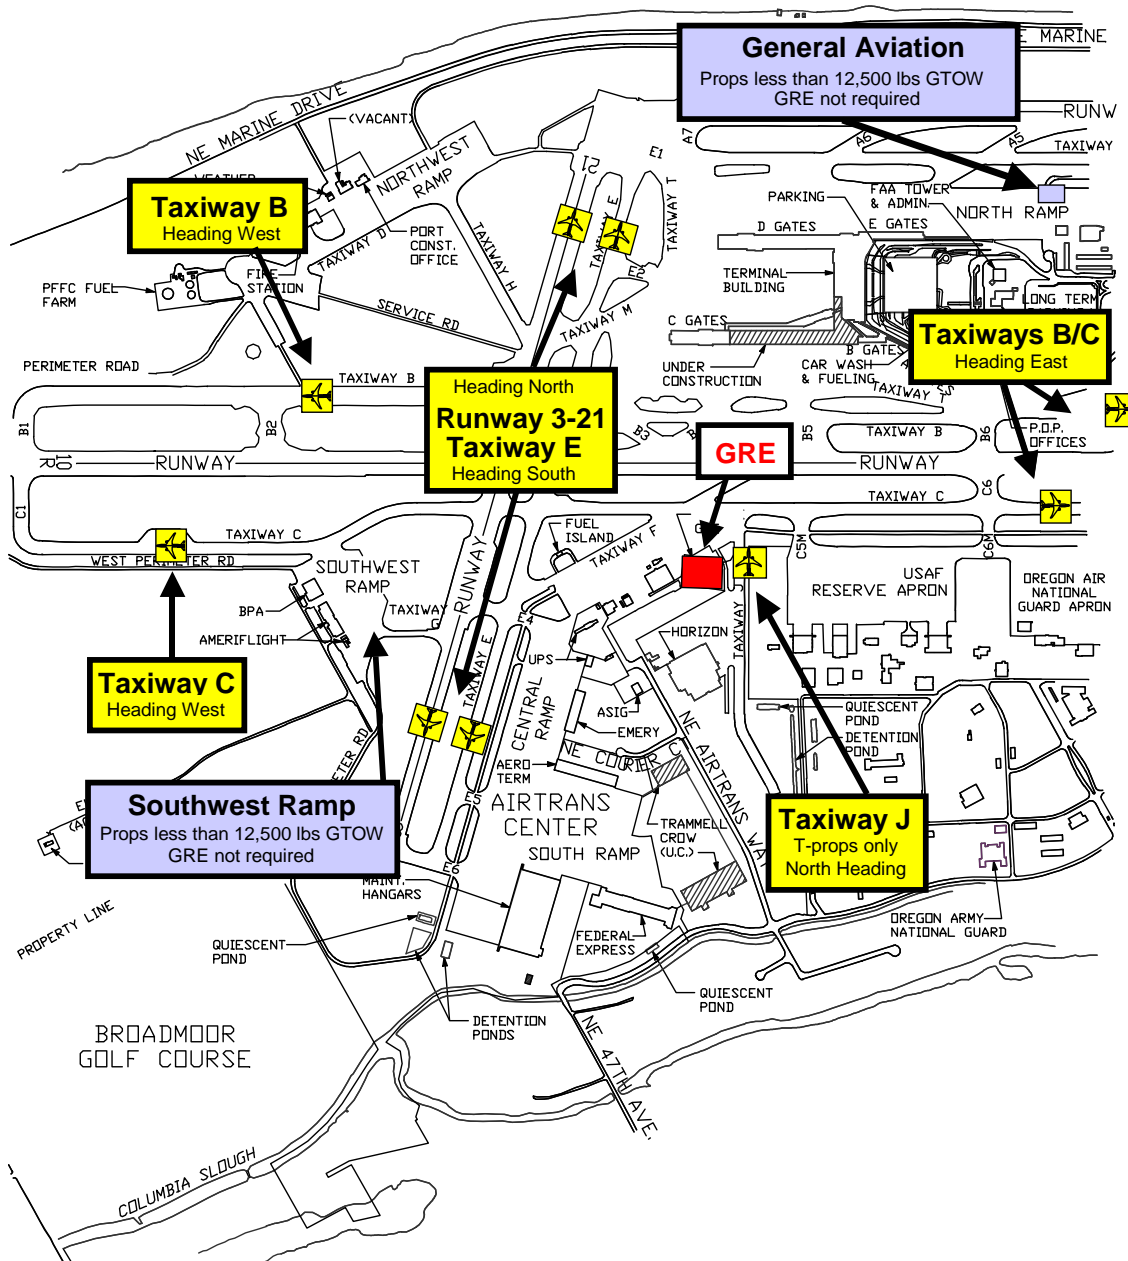 General Aviation
Props less than 12,500 lbs GTOW
GRE not required
E MARINE
RUNW
A7
A6
A5
TAXIWAY
NE MARINE DRIVE
(VACANT)
NORTHWEST
RAMP
WEATHER
21
E1
TAXIWAY T
TAXIWAY E
E2
PARKING
FAA TOWER
& ADMIN.
NORTH RAMP
D GATES
E GATES
Taxiway B
Heading West
TAXIWAY D
PORT
CONST.
OFFICE
TAXIWAY H
TERMINAL
BUILDING
PFFC FUEL
FARM
FIRE
STATION
SERVICE RD
TAXIWAY M
C GATES
LONG TERM
Taxiways B/C
Heading East
B GATES
UNDER
CONSTRUCTION
CAR WASH
& FUELING
PERIMETER ROAD
TAXIWAY B
TAXIWAY T
Heading North
Runway 3-21
Taxiway E
Heading South
B1
B2
B3
B5
TAXIWAY B
B6
P.O.P.
OFFICES
GRE
10
R
RUNWAY
RUNWAY
C1
TAXIWAY C
TAXIWAY C
C6
WEST PERIMETER RD
FUEL
ISLAND
TAXIWAY F
C5M
C6M
SOUTHWEST
RAMP
RUNWAY
TAXIWAY
TAXIWAY J
RESERVE APRON
USAF
OREGON AIR
NATIONAL
GUARD APRON
BPA
AMERIFLIGHT
E4
HORIZON
UPS
TAXIWAY E
Taxiway C
Heading West
CENTRAL
RAMP
ASIG
EMERY
NE COURIER C
NE AIRTRANS WA
QUIESCENT
POND
DETENTION
POND
AERO
TERM
ETER RD
E5
AIRTRANS
CENTER
Southwest Ramp
Props less than 12,500 lbs GTOW
GRE not required
TRAMMELL
CROW
(U.C.)
Taxiway J
T-props only
North Heading
SOUTH RAMP
E6
MAINT.
HANGARS
PROPERTY LINE
QUIESCENT
POND
FEDERAL
EXPRESS
OREGON ARMY
NATIONAL GUARD
QUIESCENT
POND
DETENTION
PONDS
BROADMOOR
GOLF COURSE
NE 47TH AVE.
COLUMBIA SLOUGH